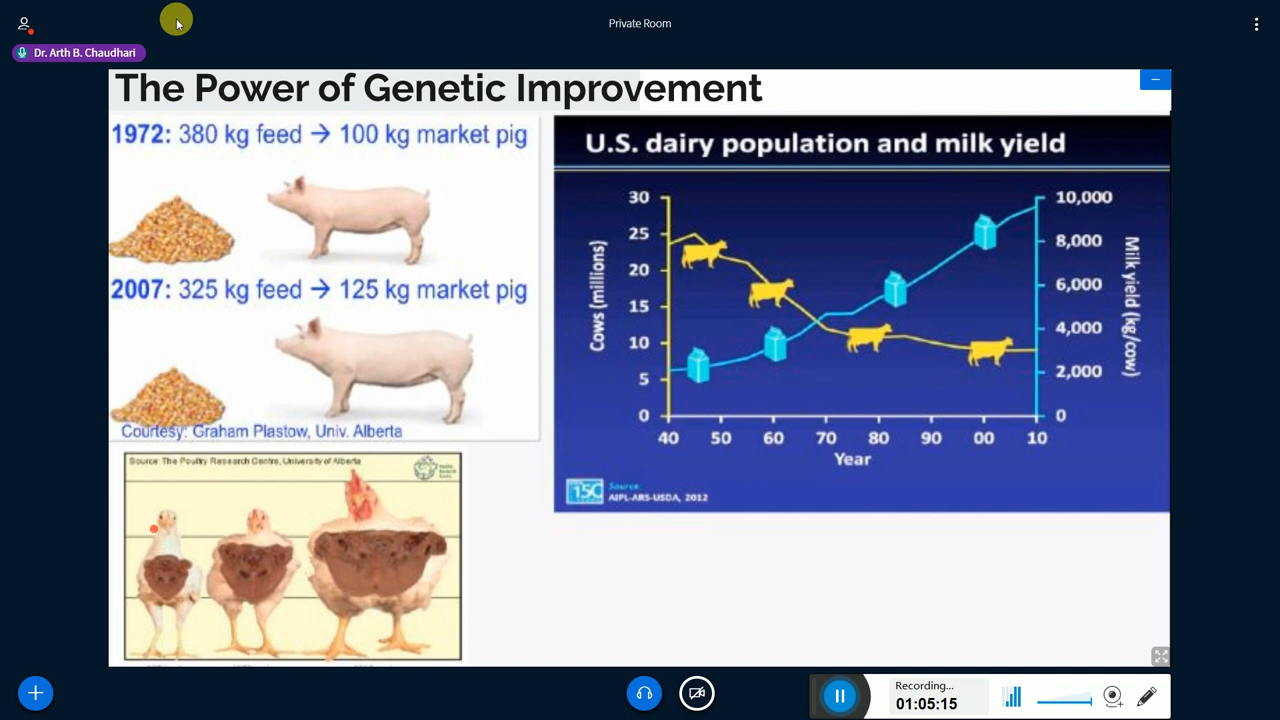 Private Room
Dr. Arth B. Chaudhari
The Power of Genetic Improvement
1972: 380 kg feed → 100 kg market pig
2007: 325 kg feed → 125 kg market pig
Courtesy: Graham Plastow, Univ. Alberta
Source: The Poultry Research Centre, University of Alberta
U.S. dairy population and milk yield
30
25
20
15
10
5
0
Cows (millions)
10,000
8,000
6,000
4,000
2,000
0
Milk yield (kg/cow)
40 50 60 70 80 90 00 10
Year
150
Source:
AIPL-ARS-USDA, 2012
Recording...
01:05:15